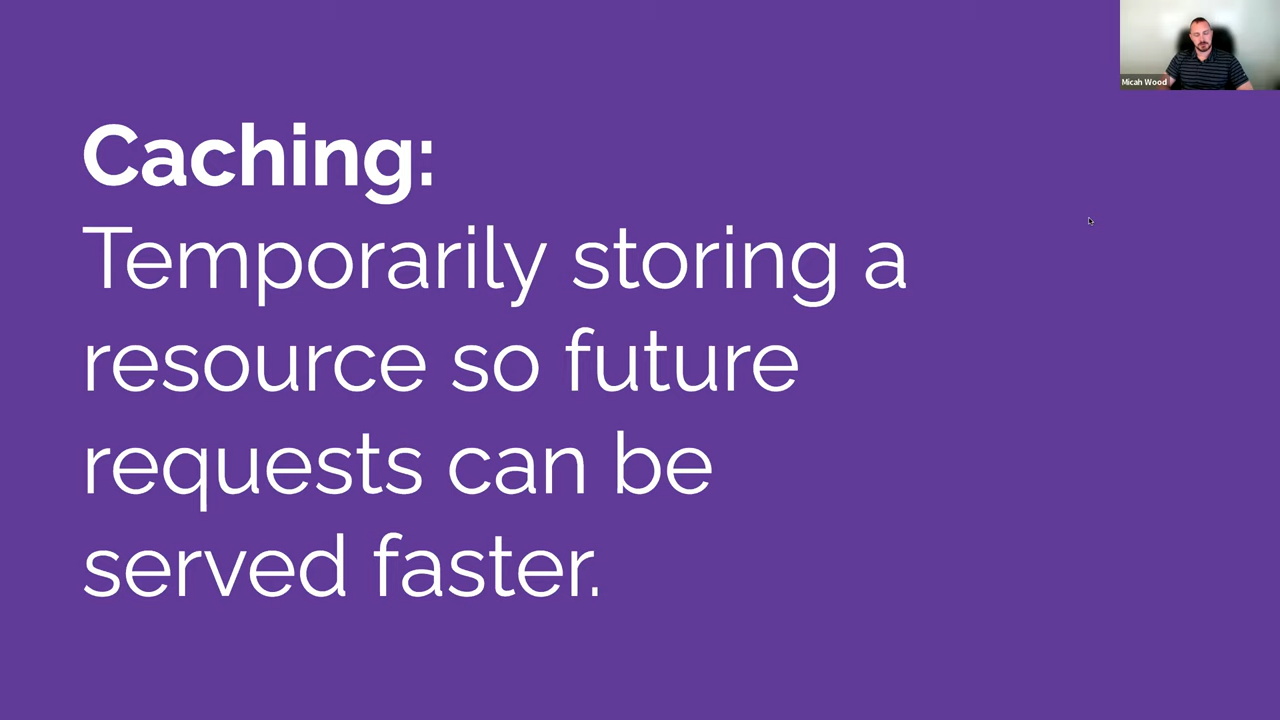 Caching:
Temporarily storing a
resource so future
requests can be
served faster.
Micah Wood